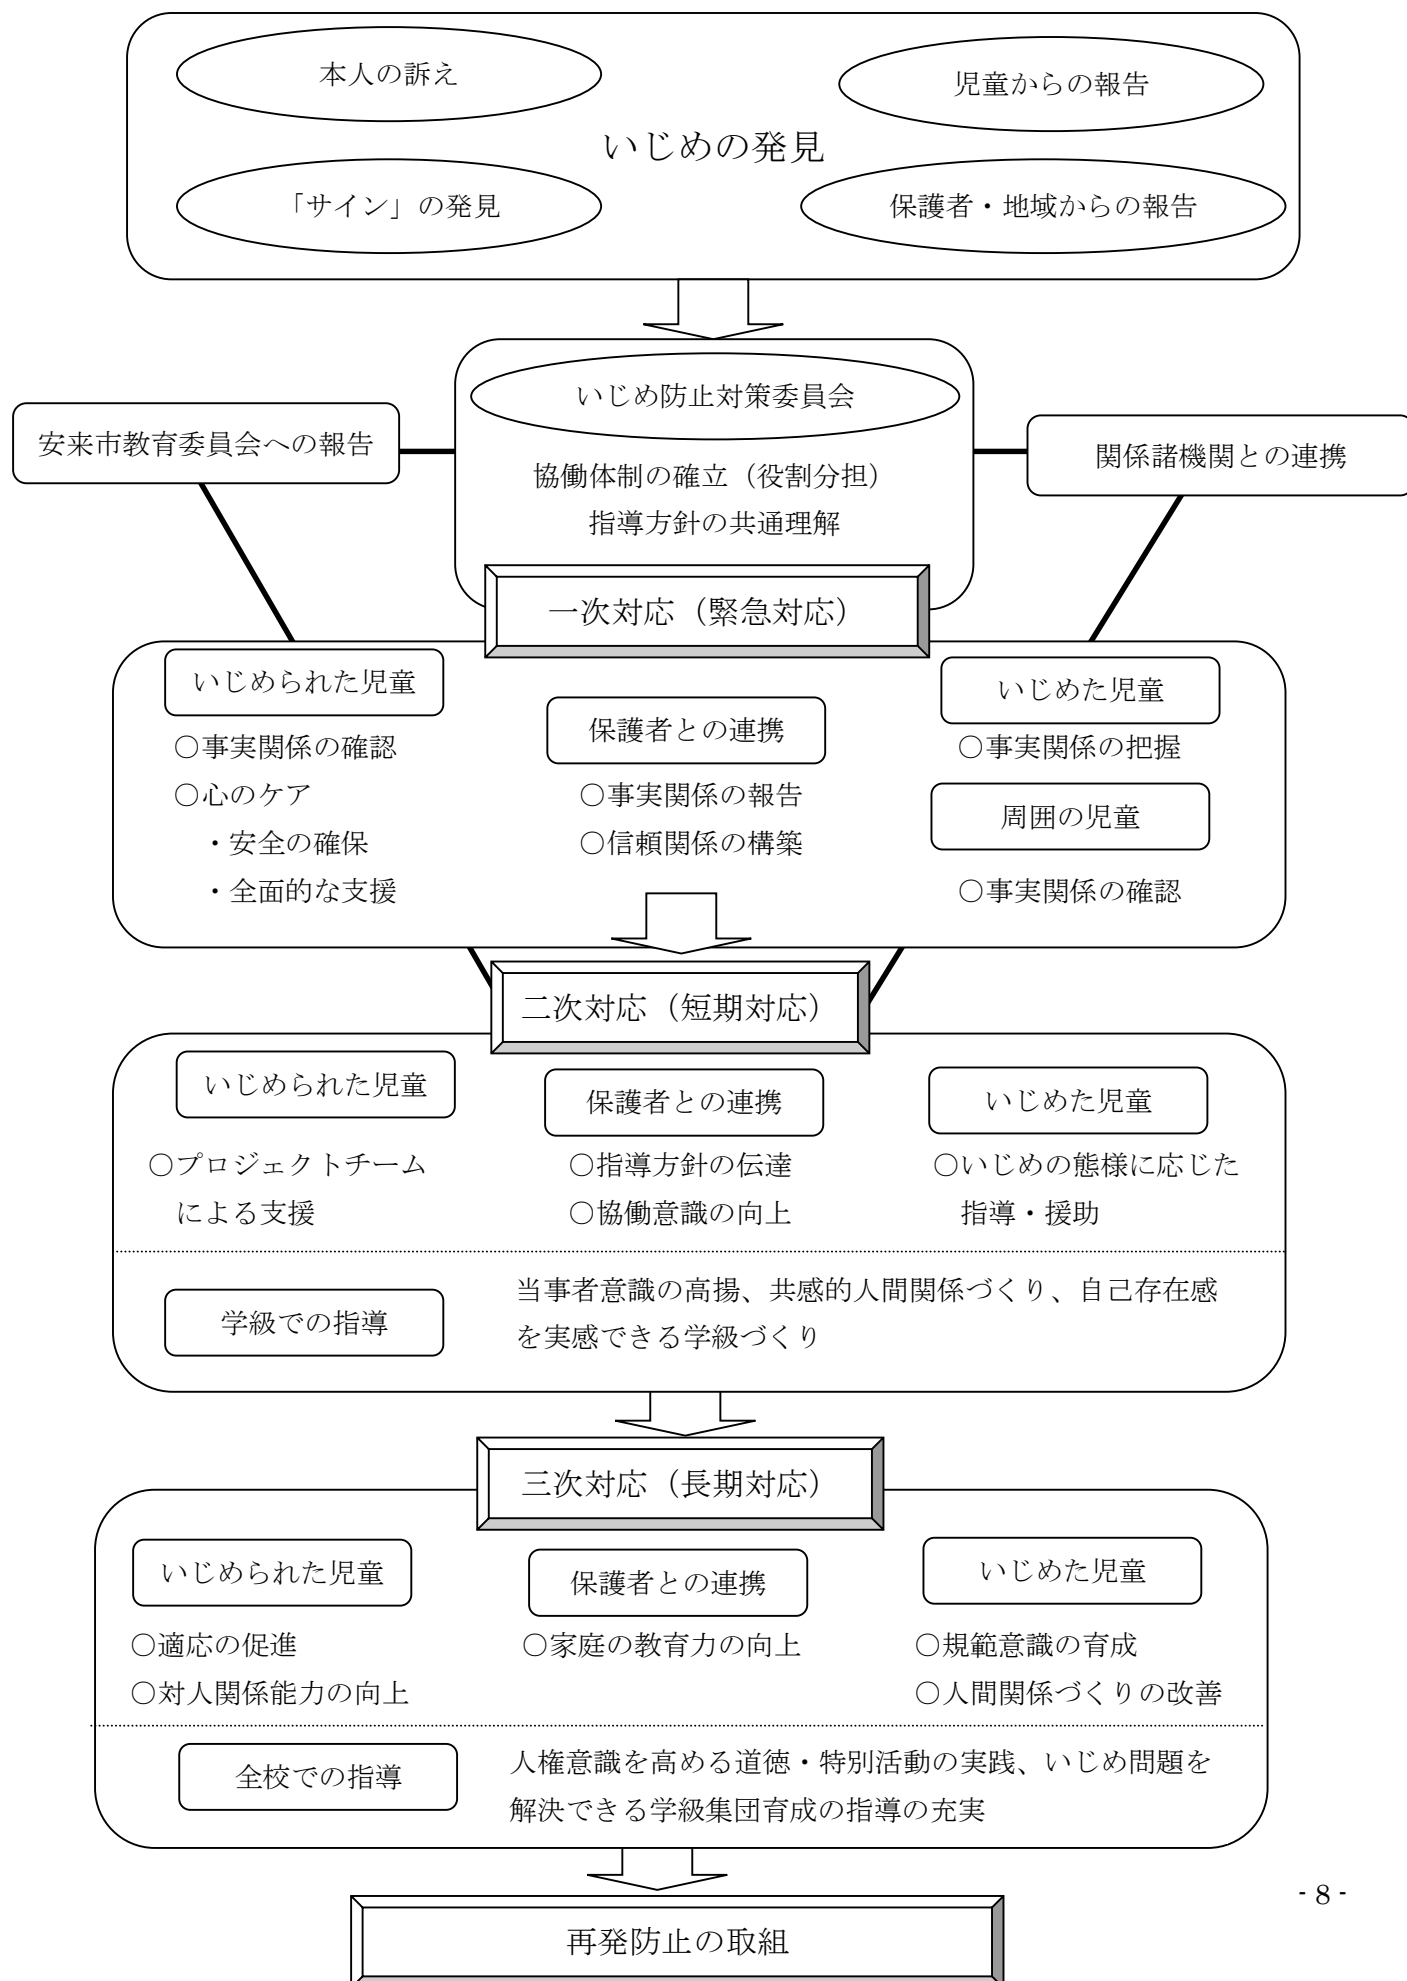 本人の訴え
児童からの報告
いじめの発見
「サイン」の発見
保護者・地域からの報告
いじめ防止対策委員会
安来市教育委員会への報告
関係諸機関との連携
協働体制の確立（役割分担）
指導方針の共通理解
一次対応（緊急対応）
いじめられた児童
○事実関係の確認
○心のケア
・安全の確保
・全面的な支援
保護者との連携
○事実関係の報告
○信頼関係の構築
いじめた児童
○事実関係の把握
周囲の児童
○事実関係の確認
二次対応（短期対応）
いじめられた児童
○プロジェクトチーム
による支援
保護者との連携
○指導方針の伝達
○協働意識の向上
いじめた児童
○いじめの態様に応じた
指導・援助
学級での指導
当事者意識の高揚、共感的人間関係づくり、自己存在感
を実感できる学級づくり
三次対応（長期対応）
いじめられた児童
○適応の促進
○対人関係能力の向上
保護者との連携
○家庭の教育力の向上
いじめた児童
○規範意識の育成
○人間関係づくりの改善
全校での指導
人権意識を高める道徳・特別活動の実践、いじめ問題を
解決できる学級集団育成の指導の充実
- 8 -
再発防止の取組